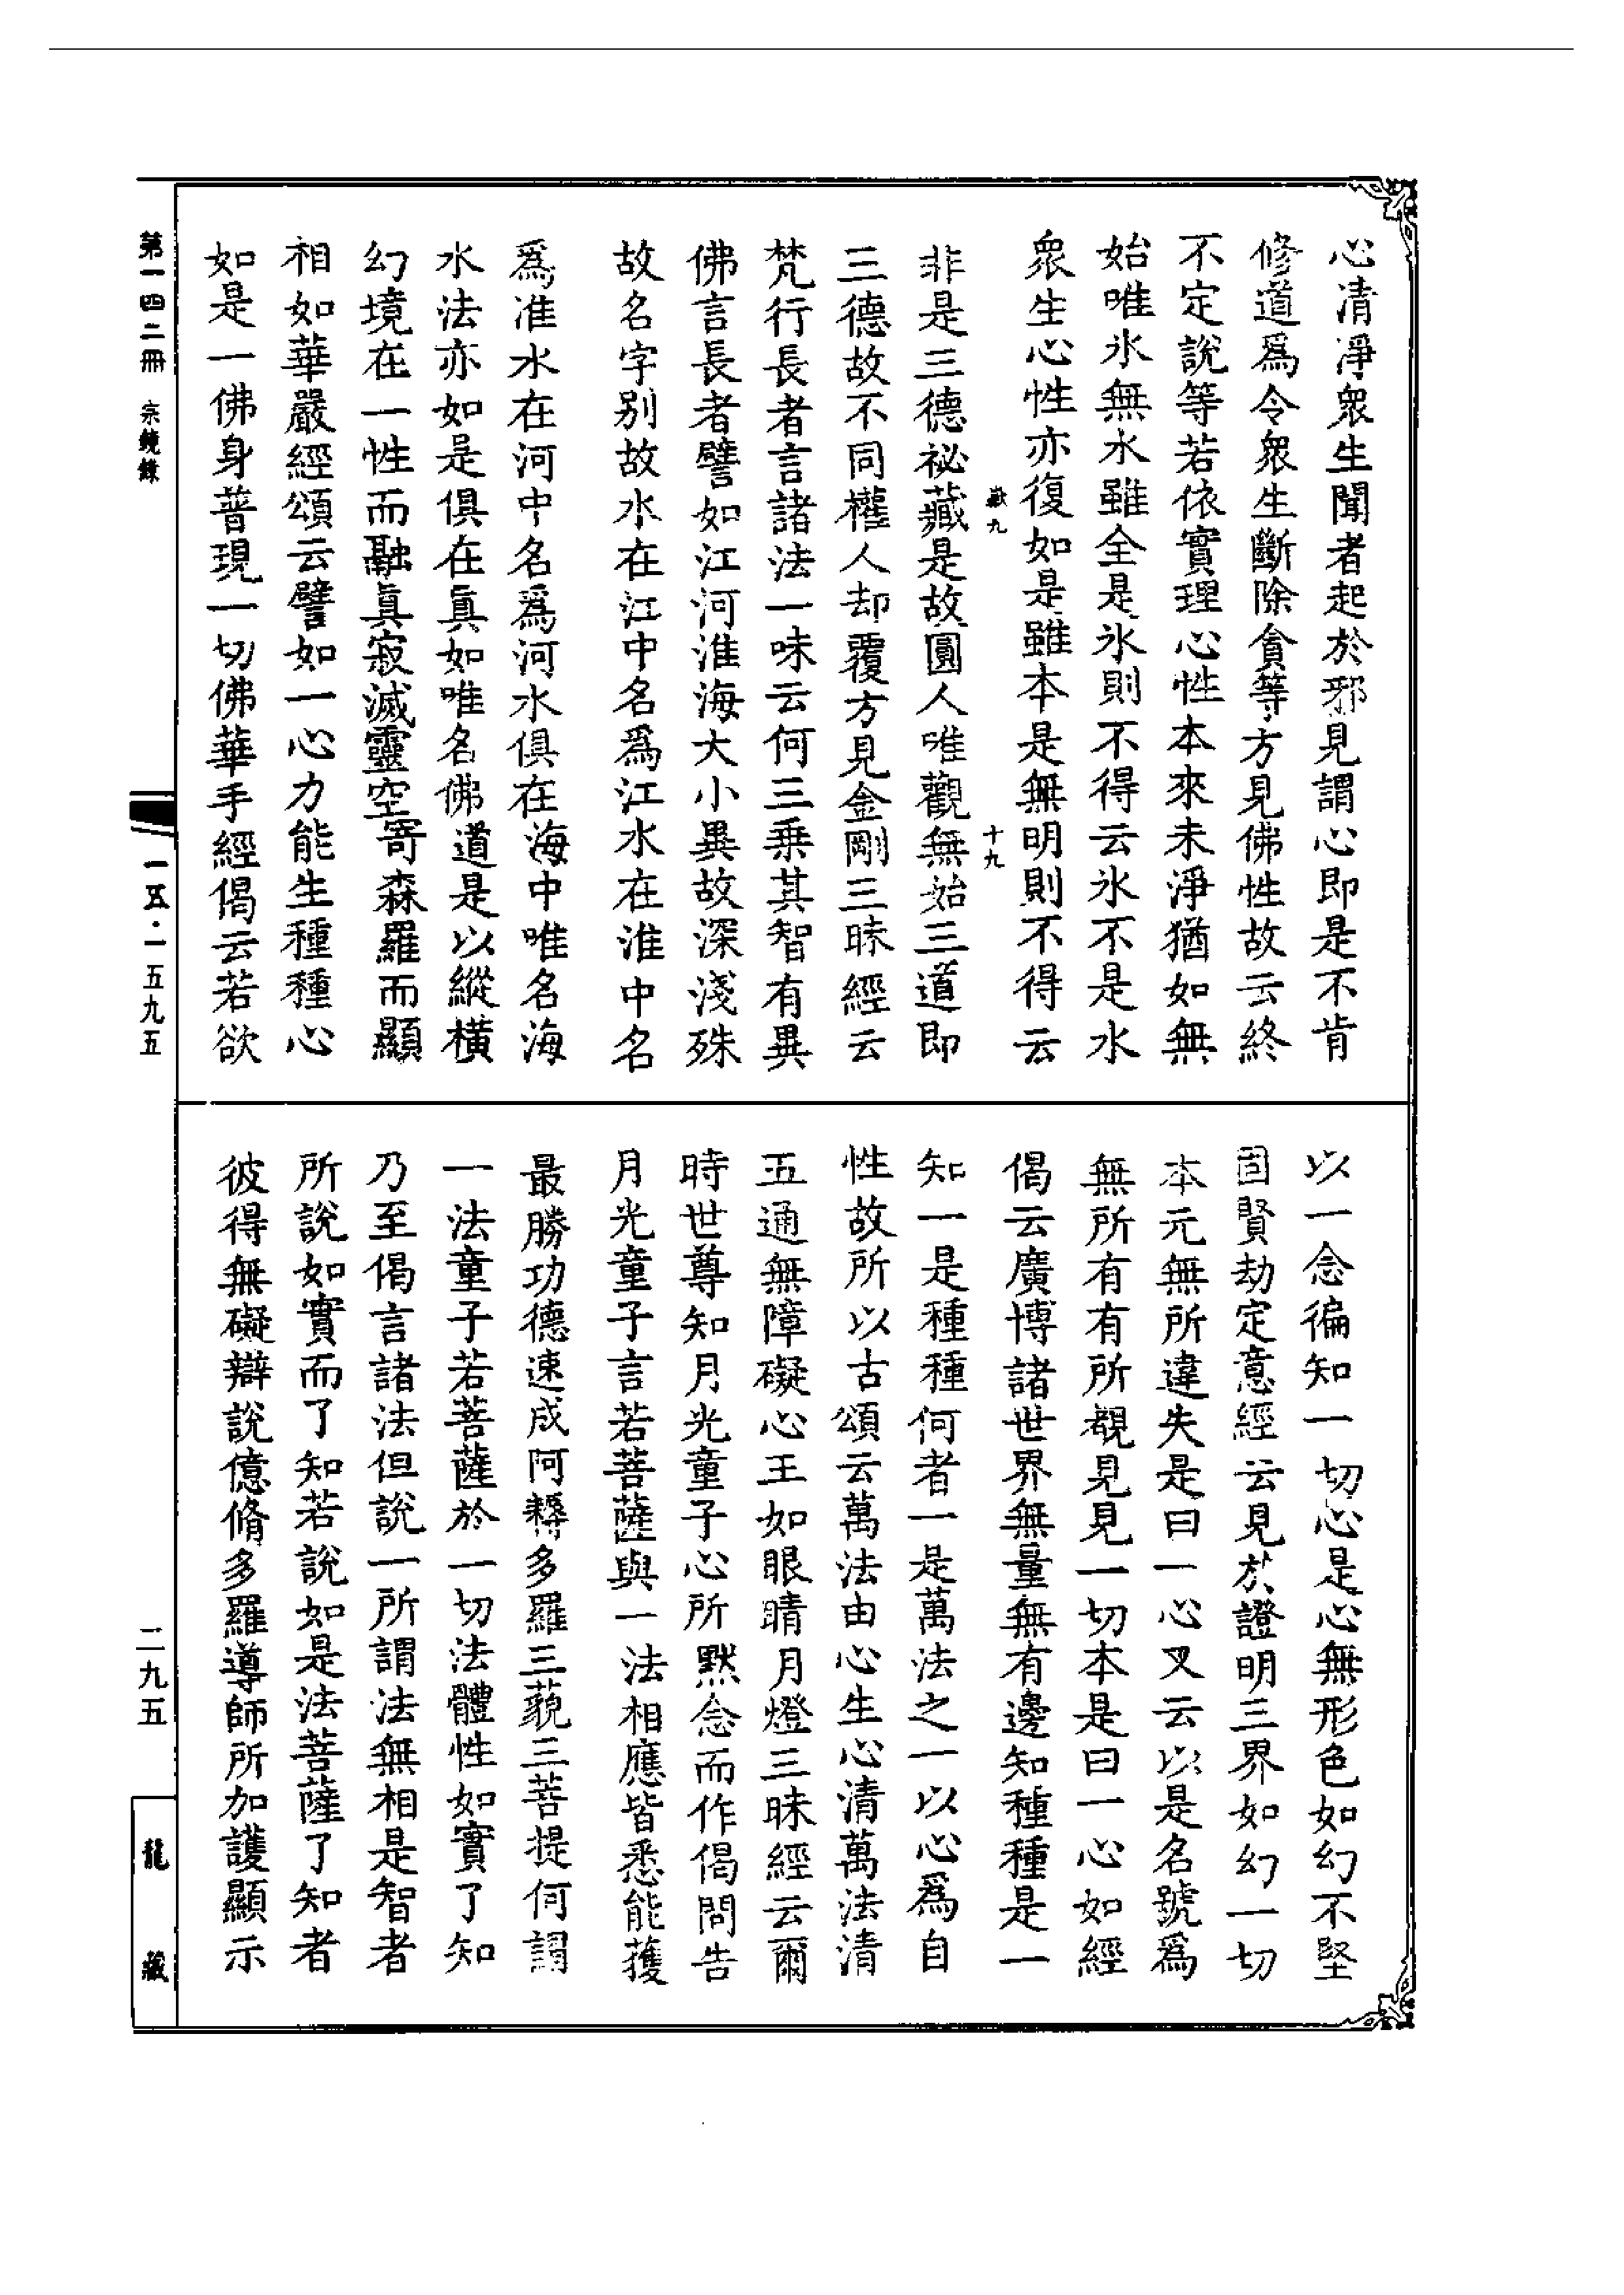 心清凈衆生聞者起於邪見謂心即是不肯
修道爲令衆生斷除貪等方見佛性故云終
不定說等若依實理心性本來未淨猶如無
始唯氷無水雖全是氷則不得云氷不是水
衆生心性亦復如是雖本是無明則不得云
藏九
十九
非是三德祕藏是故圓人唯觀無始三道即
三德故不同權人却覆方見金剛三昧經云
梵行長者言諸法一味云何三乗其智有異
佛言長者譬如江河淮海大小異故深淺殊
故名字别故水在江中名爲江水在淮中名
爲准水在河中名爲河水俱在海中唯名海
水法亦如是俱在真如唯名佛道是以縱橫
幻境在一性而融真寂滅靈空寄森羅而顯
相如華嚴經頌云譬如一心力能生種種心
如是一佛身普現一切佛華手經偈云若欲
以一念徧知一切心是心無形色如幻不堅
固賢劫定意經云見於證明三界如幻一切
本元無所違失是曰一心又云以是名號爲
無所有有所覩見見一切本是曰一心如經
偈云廣博諸世界無量無有邊知種種是一
知一是種種何者一是萬法之一以心爲自
性故所以古頌云萬法由心生心清萬法清
五通無障礙心王如眼睛月燈三昧經云爾
時世尊知月光童子心所黙念而作偈問告
月光童子言若菩薩與一法相應皆悉能獲
最勝功德速成阿耨多羅三藐三菩提何謂
一法童子若菩薩於一切法體性如實了知
乃至偈言諸法但說一所謂法無相是智者
所說如實而了知若說如是法菩薩了知者
彼得無礙辯說億脩多羅導師所加護顯示
第一四二冊 宗鏡錄
一五·一五九五
二九五
龍藏